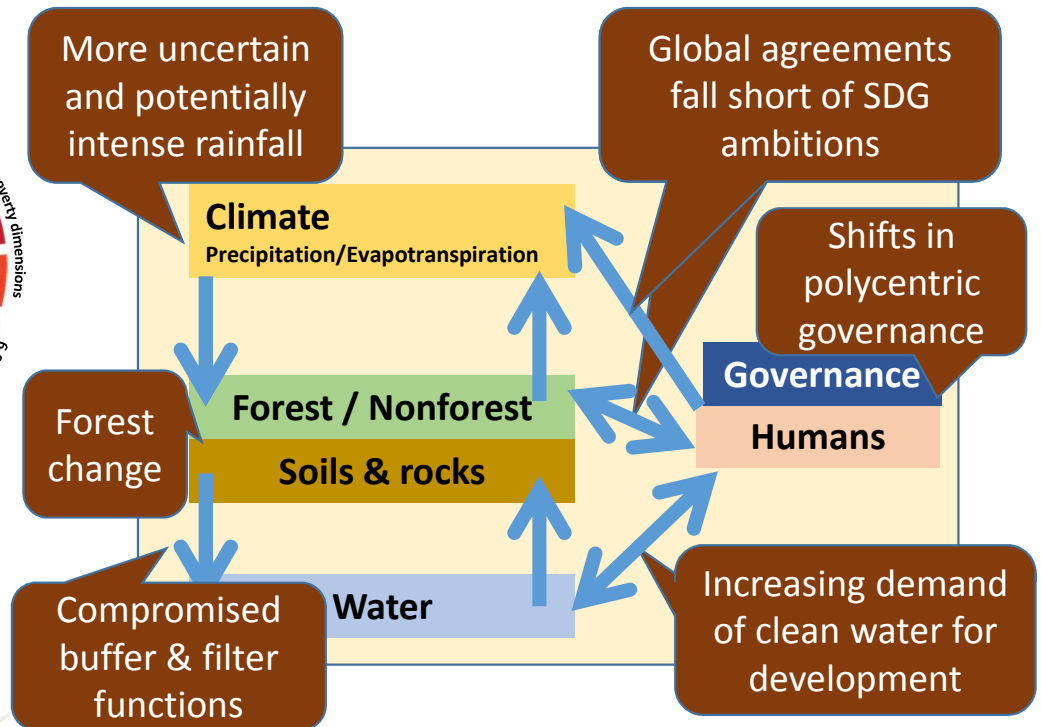 More uncertain
and potentially
intense rainfall
Global agreements
fall short of SDG
ambitions
dimensions
Climate
Precipitation/Evapotranspiration
Shifts in
polycentric
governance
Governance
Humans
Forest / Nonforest
Soils & rocks
Forest
change
Water
Compromised
buffer & filter
functions
Increasing demand
of clean water for
development